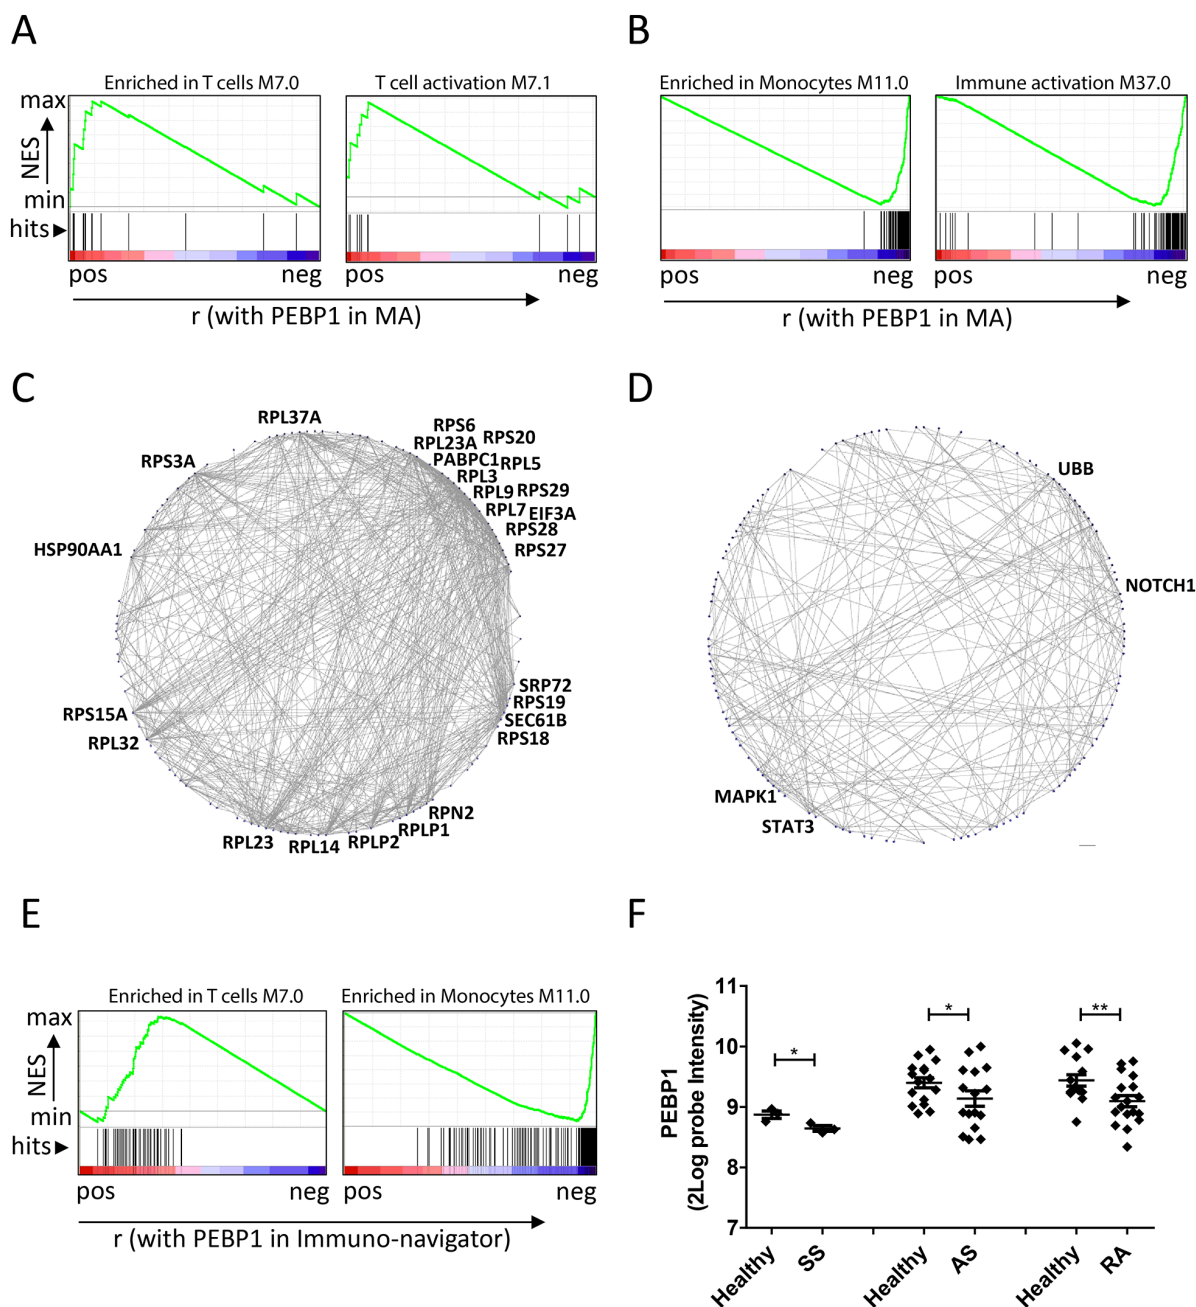 A
B
Enriched in T cells M7.0
T cell activation M7.1
Enriched in Monocytes M11.0
Immune activation M37.0
max
NES
min
hits
pos
neg
pos
neg
pos
neg
pos
neg
r (with PEBP1 in MA)
r (with PEBP1 in MA)
C
D
RPL37A
RPS6
RPL23A
RPS20
PABPC1
RPL5
RPL3
RPS3A
RPL9
RPS29
RPL7
EIF3A
RPS28
HSP90AA1
RPS27
SRP72
RPS19
RPS15A
SEC61B
RPL32
RPS18
RPN2
RPLP1
RPL23
RPL14
RPLP2
UBB
NOTCH1
MAPK1
STAT3
E
F
Enriched in T cells M7.0
Enriched in Monocytes M11.0
max
NES
min
hits
pos
neg
pos
neg
r (with PEBP1 in Immuno-navigator)
PEBP1
(2Log probe Intensity)
11
10
9
8
7
*
*
**
Healthy
SS
Healthy
AS
Healthy
RA